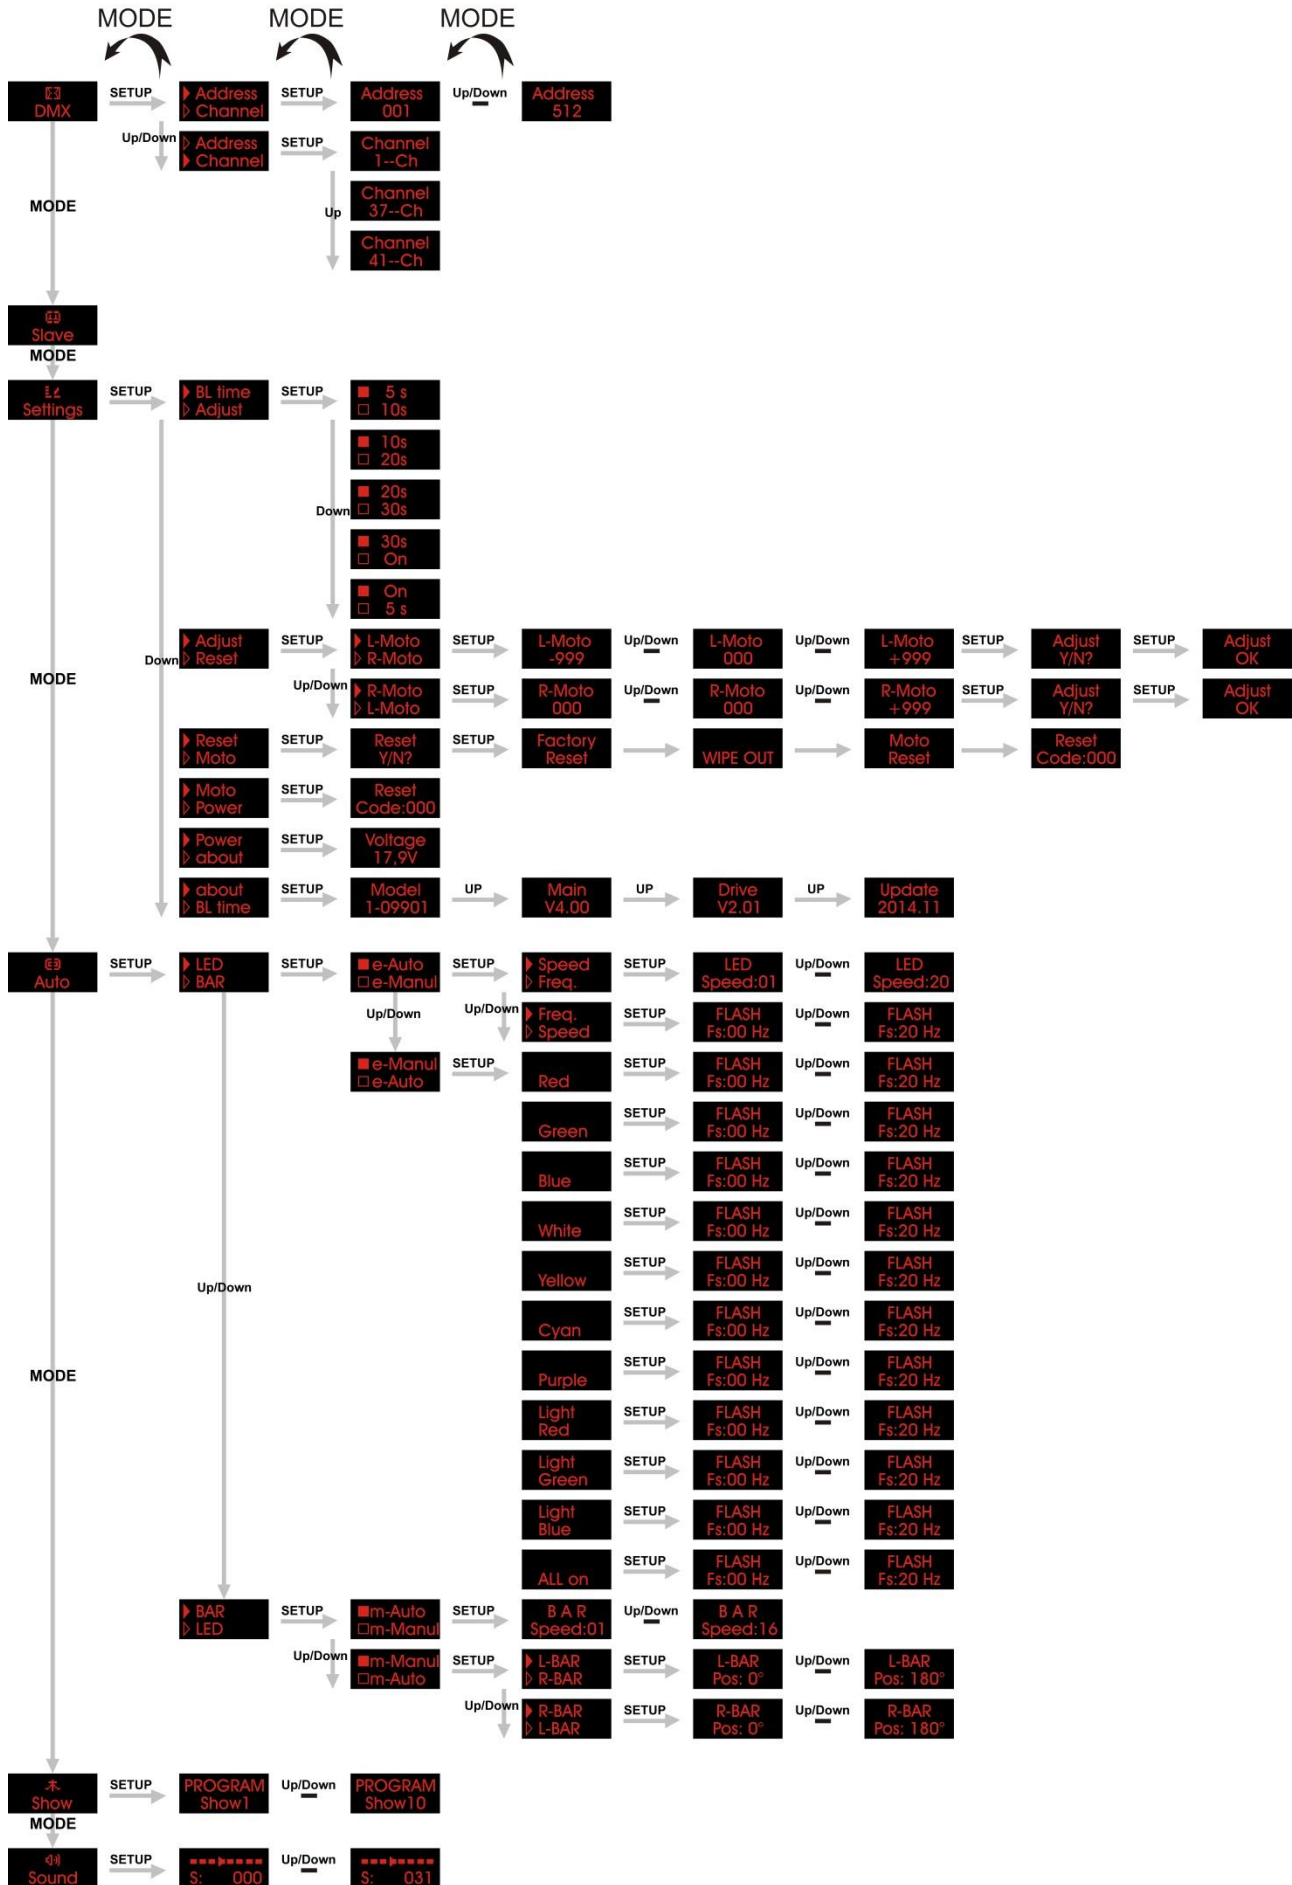 MODE MODE MODE
DMX SETUP Address SETUP Address Up/Down Address
Channel 001 512
Up/Down Address SETUP Channel
Channel 1--Ch
MODE Up Channel
37--Ch
Channel
41--Ch
Slave
MODE
Settings SETUP BL time SETUP 5 s
Adjust 10s
10s
20s
Down 20s
30s
30s
On
On
5 s
MODE Down Adjust SETUP L-Moto SETUP L-Moto Up/Down L-Moto Up/Down L-Moto SETUP Adjust SETUP Adjust
Reset R-Moto -999 000 +999 Y/N? OK
Up/Down R-Moto SETUP R-Moto Up/Down R-Moto Up/Down R-Moto SETUP Adjust SETUP Adjust
L-Moto 000 000 +999 Y/N? OK
Reset SETUP Reset SETUP Factory WIPE OUT Moto Reset
Moto Y/N? Reset Reset Code:000
Moto SETUP Reset
Power Code:000
Power SETUP Voltage
about 17,9V
about SETUP Model UP Main UP Drive UP Update
BL time 1-09901 V4.00 V2.01 2014.11
Auto SETUP LED SETUP e-Auto SETUP Speed SETUP LED Up/Down LED
BAR e-Manul Freq. Speed:01 Speed:20
Up/Down Up/Down Freq. SETUP FLASH Up/Down FLASH
Speed Fs:00 Hz Fs:20 Hz
e-Manul SETUP Red SETUP FLASH Up/Down FLASH
e-Auto Fs:00 Hz Fs:20 Hz
Green SETUP FLASH Up/Down FLASH
Fs:00 Hz Fs:20 Hz
Blue SETUP FLASH Up/Down FLASH
Fs:00 Hz Fs:20 Hz
White SETUP FLASH Up/Down FLASH
Fs:00 Hz Fs:20 Hz
Up/Down Yellow SETUP FLASH Up/Down FLASH
Fs:00 Hz Fs:20 Hz
Cyan SETUP FLASH Up/Down FLASH
Fs:00 Hz Fs:20 Hz
MODE Purple SETUP FLASH Up/Down FLASH
Fs:00 Hz Fs:20 Hz
Light SETUP FLASH Up/Down FLASH
Red Fs:00 Hz Fs:20 Hz
Light SETUP FLASH Up/Down FLASH
Green Fs:00 Hz Fs:20 Hz
Light SETUP FLASH Up/Down FLASH
Blue Fs:00 Hz Fs:20 Hz
ALL on SETUP FLASH Up/Down FLASH
Fs:00 Hz Fs:20 Hz
BAR SETUP m-Auto SETUP B A R Up/Down B A R
LED m-Manul Speed:01 Speed:16
Up/Down m-Manul SETUP L-BAR SETUP L-BAR Up/Down L-BAR
m-Auto R-BAR Pos: 0° Pos: 180°
Up/Down R-BAR SETUP R-BAR Up/Down R-BAR
L-BAR Pos: 0° Pos: 180°
Show SETUP PROGRAM Up/Down PROGRAM
Show1 Show10
MODE
Sound SETUP S: 000 Up/Down S: 031